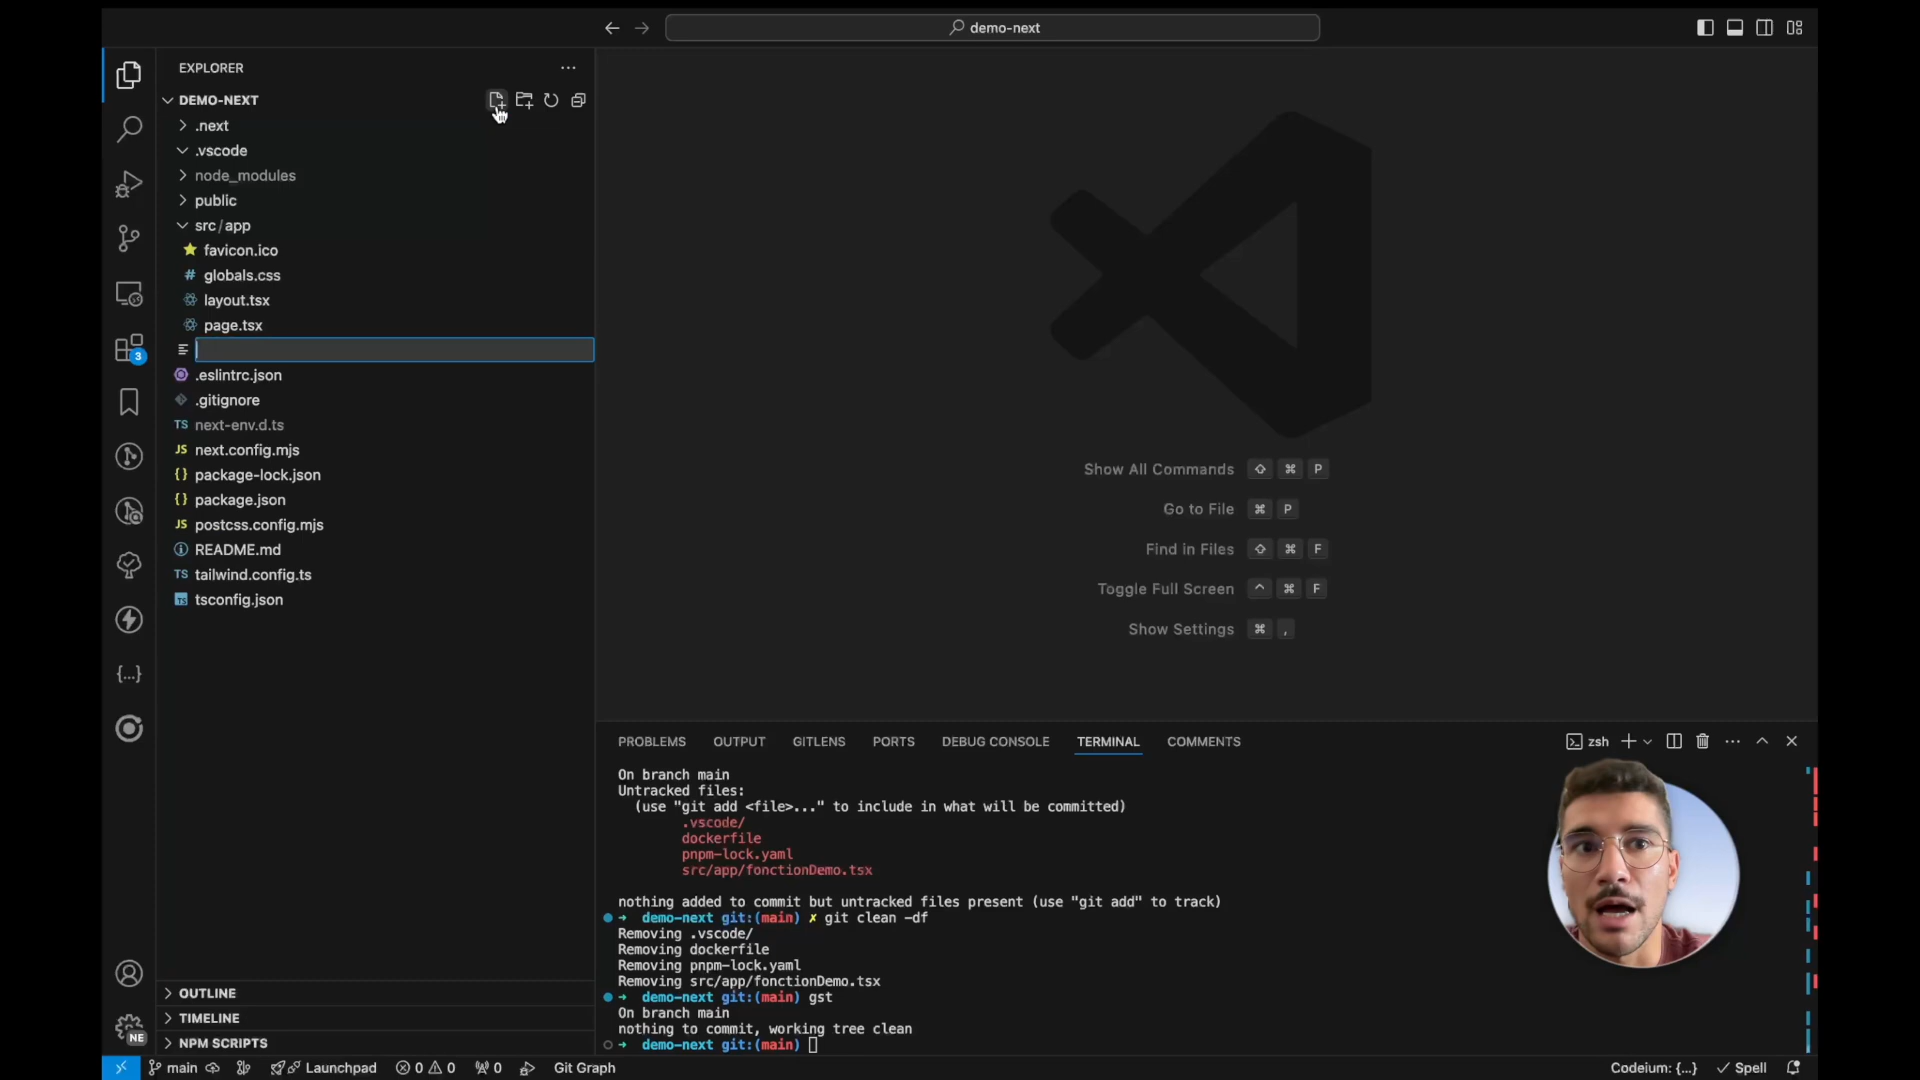 demo-next
EXPLORER
DEMO-NEXT
.next
.vscode
node_modules
public
src/app
favicon.ico
# globals.css
layout.tsx
page.tsx
.eslintrc.json
.gitignore
TS next-env.d.ts
JS next.config.mjs
{} package-lock.json
{} package.json
JS postcss.config.mjs
README.md
TS tailwind.config.ts
TS tsconfig.json
3
{...}
NE
OUTLINE
TIMELINE
NPM SCRIPTS
Show All Commands ⇧ ⌘ P
Go to File ⌘ P
Find in Files ⇧ ⌘ F
Toggle Full Screen ^ ⌘ F
Show Settings ⌘ ,
PROBLEMS OUTPUT GITLENS PORTS DEBUG CONSOLE TERMINAL COMMENTS zsh
On branch main
Untracked files:
(use "git add <file>..." to include in what will be committed)
.vscode/
dockerfile
pnpm-lock.yaml
src/app/fonctionDemo.tsx
nothing added to commit but untracked files present (use "git add" to track)
➜ demo-next git:(main) ✗ git clean -df
Removing .vscode/
Removing dockerfile
Removing pnpm-lock.yaml
Removing src/app/fonctionDemo.tsx
➜ demo-next git:(main) gst
On branch main
nothing to commit, working tree clean
➜ demo-next git:(main)
main Launchpad 0 0 0 Git Graph Codeium: {...} Spell